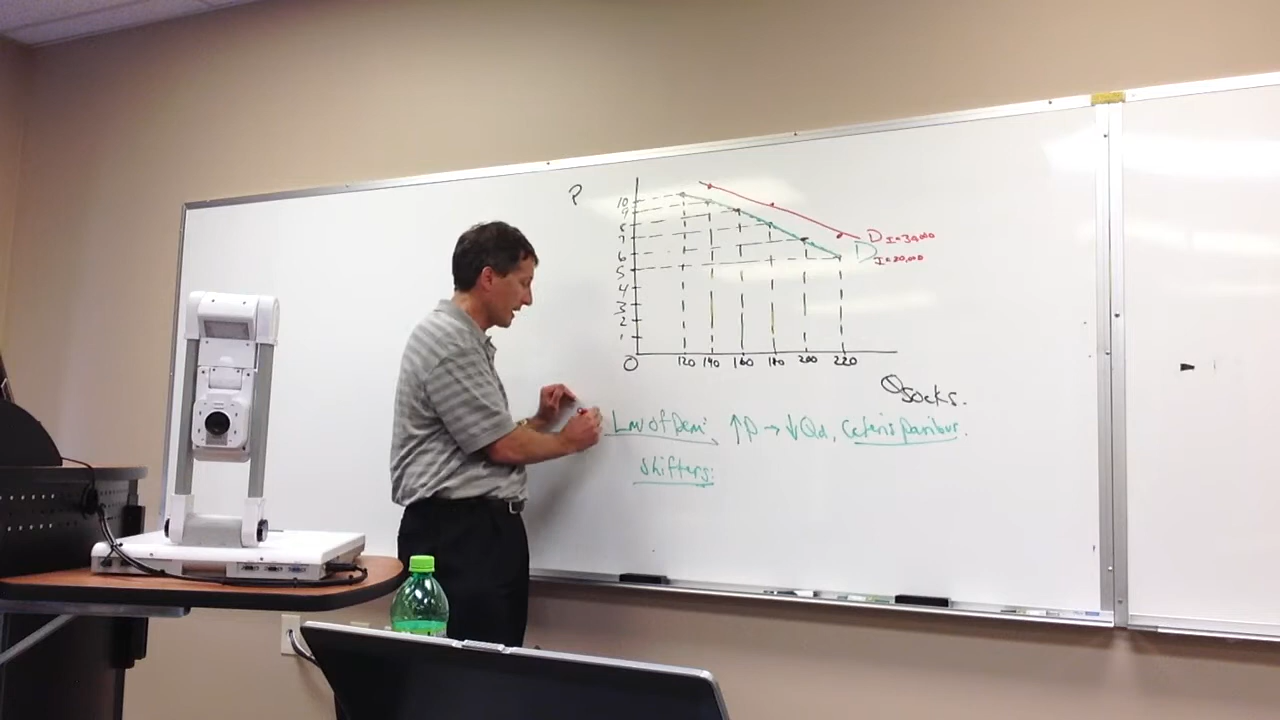 P
10
9
8
7
6
5
4
3
2
1
0
120 140 160 180 200 220
D I=34,000
D I=30,000
Q socks.
Law of Dem: ↑P → ↓Qd, Ceteris paribus.
Shifters: